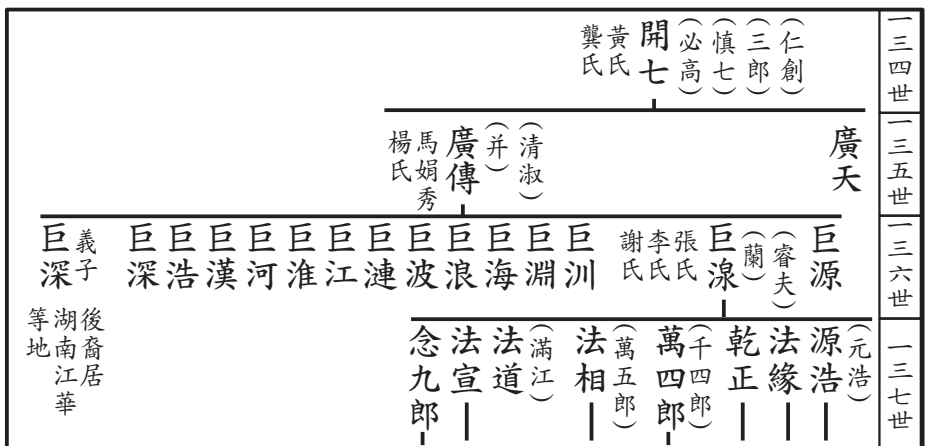 一三四世
（仁創）
（三郎）
（慎七）
（必高）
開七
黃氏
龔氏
一三五世
廣天
（清淑）
（并）
廣傳
馬娟秀
楊氏
一三六世
巨源
（睿夫）
（蘭）
巨湶
張氏
李氏
謝氏
巨汌
巨淵
巨海
巨浪
巨波
巨漣
巨江
巨淮
巨河
巨漢
巨浩
巨深
義子
巨深
後裔居
湖南江華
等地
一三七世
（元浩）
源浩
法緣
乾正
（千四郎）
萬四郎
（萬五郎）
法相
（滿江）
法道
法宣
念九郎